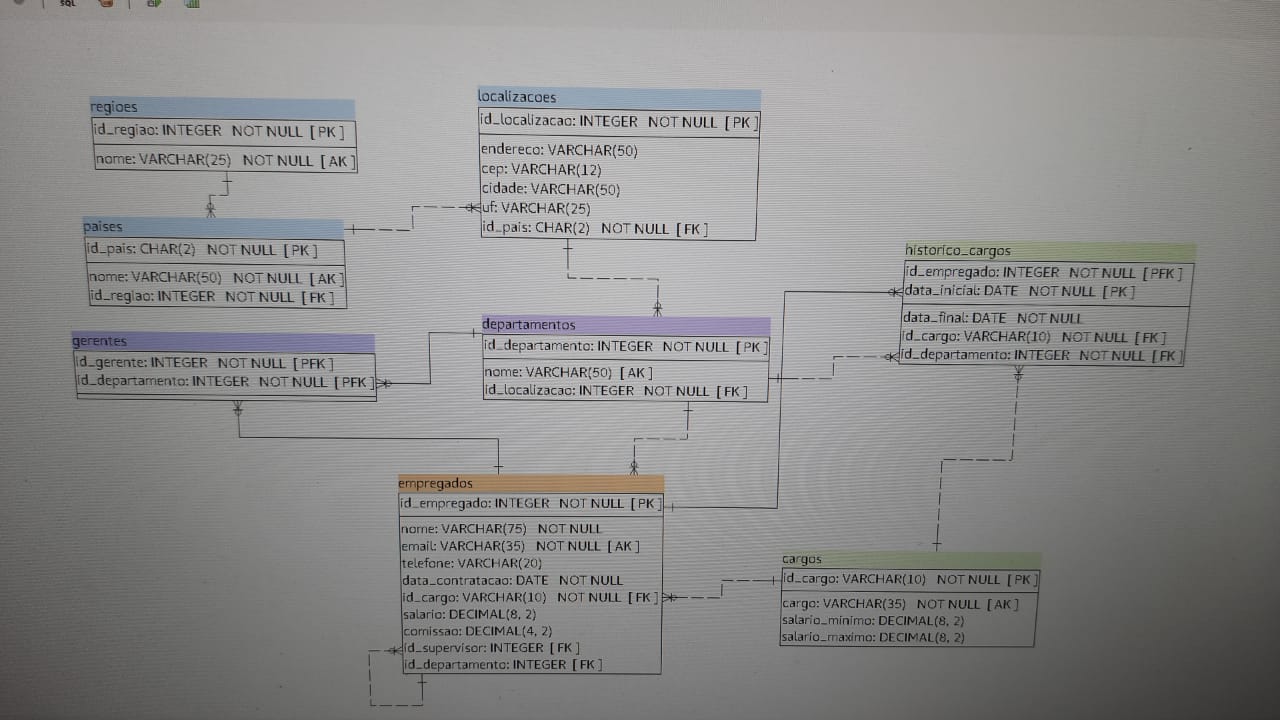 SQL
regioes
id_regiao: INTEGER NOT NULL [ PK ]
nome: VARCHAR(25) NOT NULL [ AK ]
paises
id_pais: CHAR(2) NOT NULL [ PK ]
nome: VARCHAR(50) NOT NULL [ AK ]
id_regiao: INTEGER NOT NULL [ FK ]
localizacoes
id_localizacao: INTEGER NOT NULL [ PK ]
endereco: VARCHAR(50)
cep: VARCHAR(12)
cidade: VARCHAR(50)
uf: VARCHAR(25)
id_pais: CHAR(2) NOT NULL [ FK ]
historico_cargos
id_empregado: INTEGER NOT NULL [ PFK ]
data_inicial: DATE NOT NULL [ PK ]
data_final: DATE NOT NULL
id_cargo: VARCHAR(10) NOT NULL [ FK ]
id_departamento: INTEGER NOT NULL [ FK ]
gerentes
id_gerente: INTEGER NOT NULL [ PFK ]
id_departamento: INTEGER NOT NULL [ PFK ]
departamentos
id_departamento: INTEGER NOT NULL [ PK ]
nome: VARCHAR(50) [ AK ]
id_localizacao: INTEGER NOT NULL [ FK ]
empregados
id_empregado: INTEGER NOT NULL [ PK ]
nome: VARCHAR(75) NOT NULL
email: VARCHAR(35) NOT NULL [ AK ]
telefone: VARCHAR(20)
data_contratacao: DATE NOT NULL
id_cargo: VARCHAR(10) NOT NULL [ FK ]
salario: DECIMAL(8, 2)
comissao: DECIMAL(4, 2)
id_supervisor: INTEGER [ FK ]
id_departamento: INTEGER [ FK ]
cargos
id_cargo: VARCHAR(10) NOT NULL [ PK ]
cargo: VARCHAR(35) NOT NULL [ AK ]
salario_minimo: DECIMAL(8, 2)
salario_maximo: DECIMAL(8, 2)